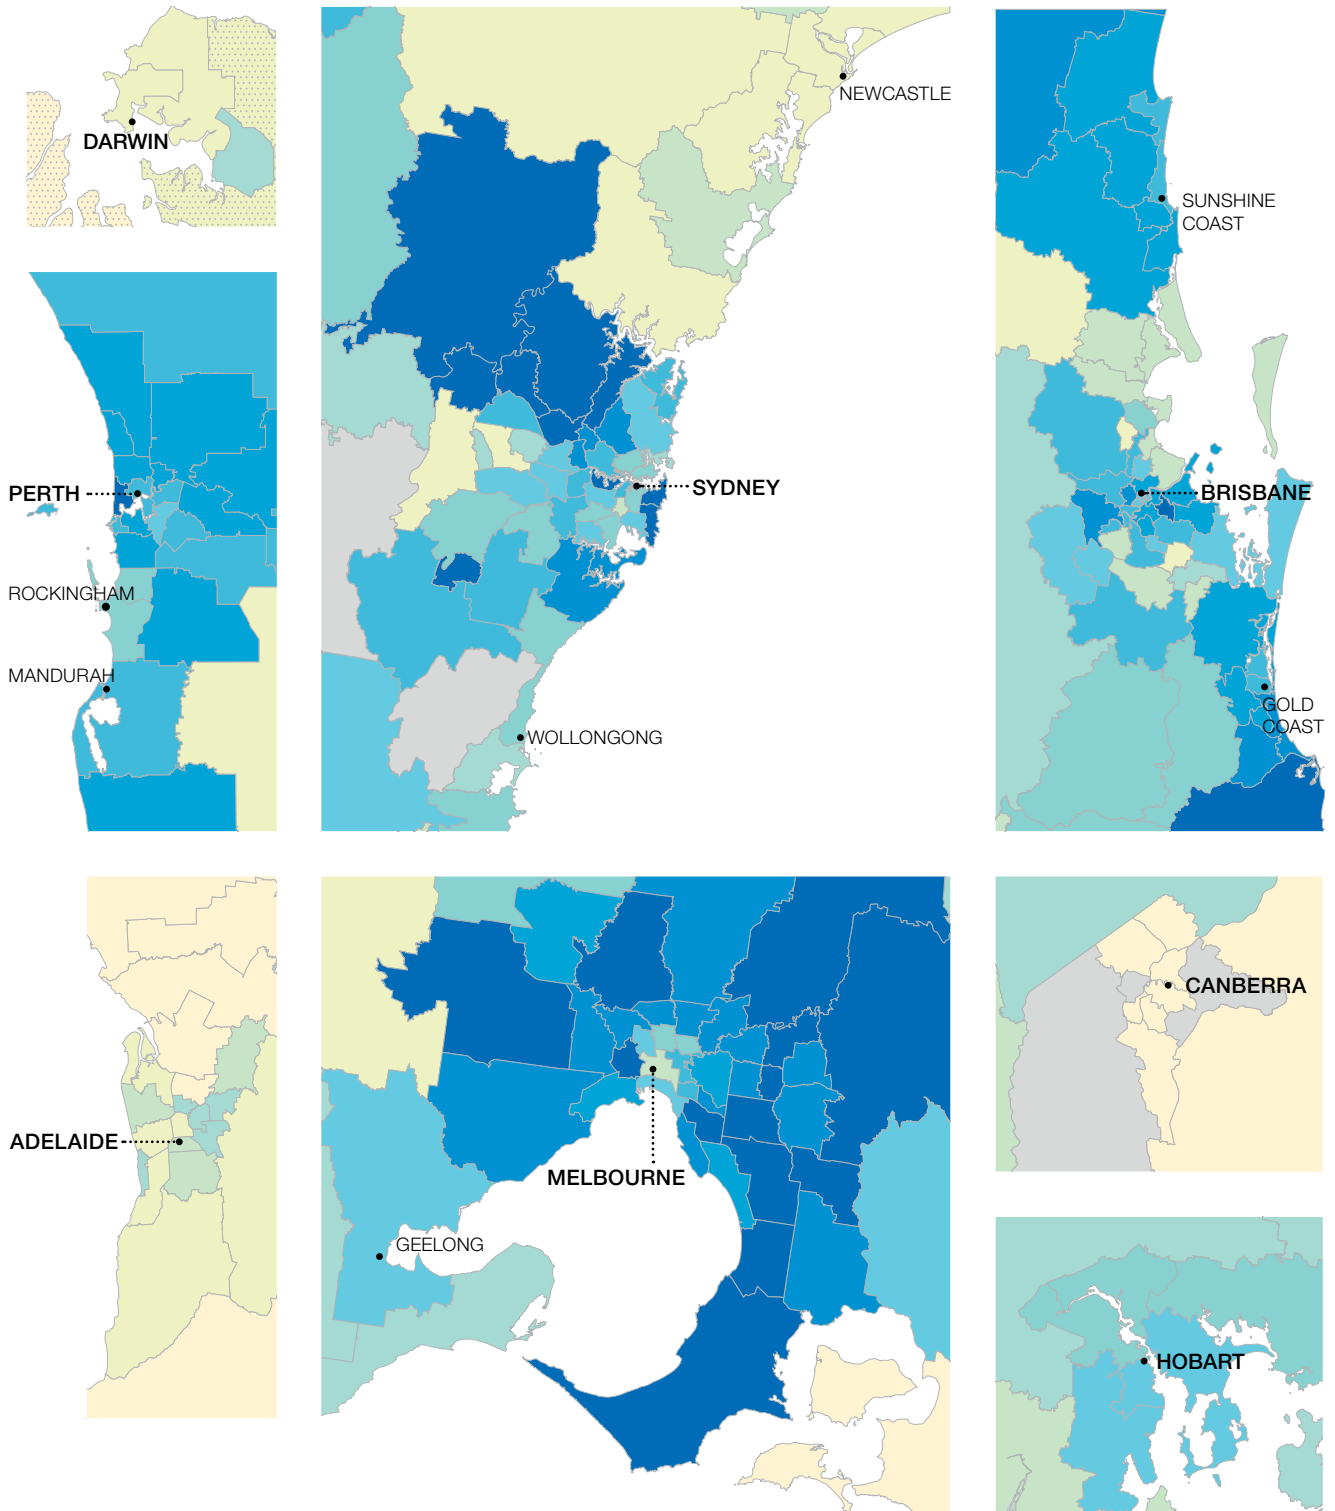 DARWIN
NEWCASTLE
SUNSHINE
COAST
PERTH
SYDNEY
BRISBANE
ROCKINGHAM
MANDURAH
GOLD
COAST
WOLLONGONG
CANBERRA
ADELAIDE
MELBOURNE
GEELONG
HOBART